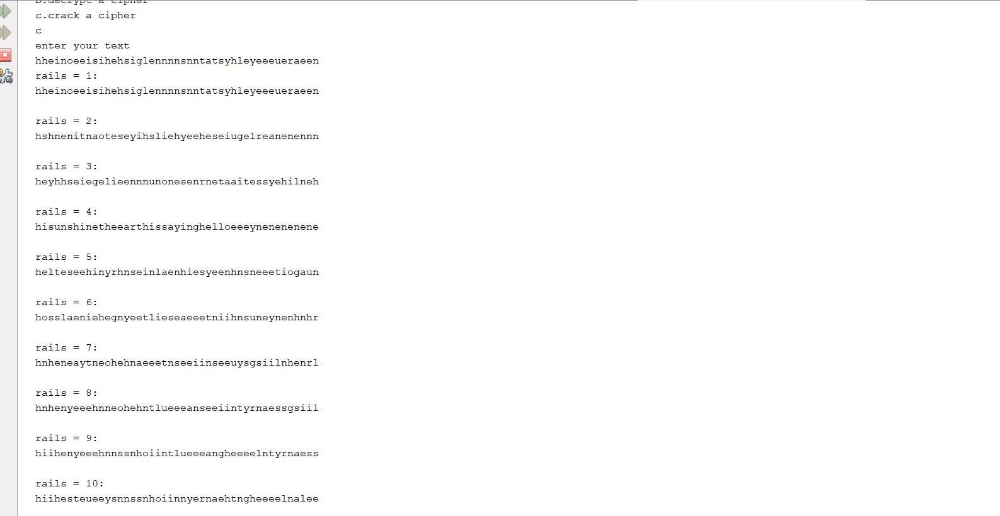 b.decrypt a cipher
c.crack a cipher
c
enter your text
hheinoeeisihehsiglennnnsnntatsyhleyeeeueraeen
rails = 1:
hheinoeeisihehsiglennnnsnntatsyhleyeeeueraeen
rails = 2:
hshnenitnaoteseyihsliehyeeheseiugelreanenennn
rails = 3:
heyhhseiegelieennnunonesenrnetaaitessyehilneh
rails = 4:
hisunshinetheearthissayinghelloeeeynenenenene
rails = 5:
helteseehinyrhnseinlaenhiesyeenhnsneeetiogaun
rails = 6:
hosslaeniehegnyeetlieseaeeetniihnsuneynenhnhr
rails = 7:
hnheneaytneohehnaeeetnseeiinseeuysgsiilnhenrl
rails = 8:
hnhenyeeehnneohehntlueeeanseeiintyrnaessgsiil
rails = 9:
hiihenyeeehnnssnhoiintlueeeangheeeelntyrnaess
rails = 10:
hiihesteueeysnnssnhoiinnyernaehtngheeeelnalee